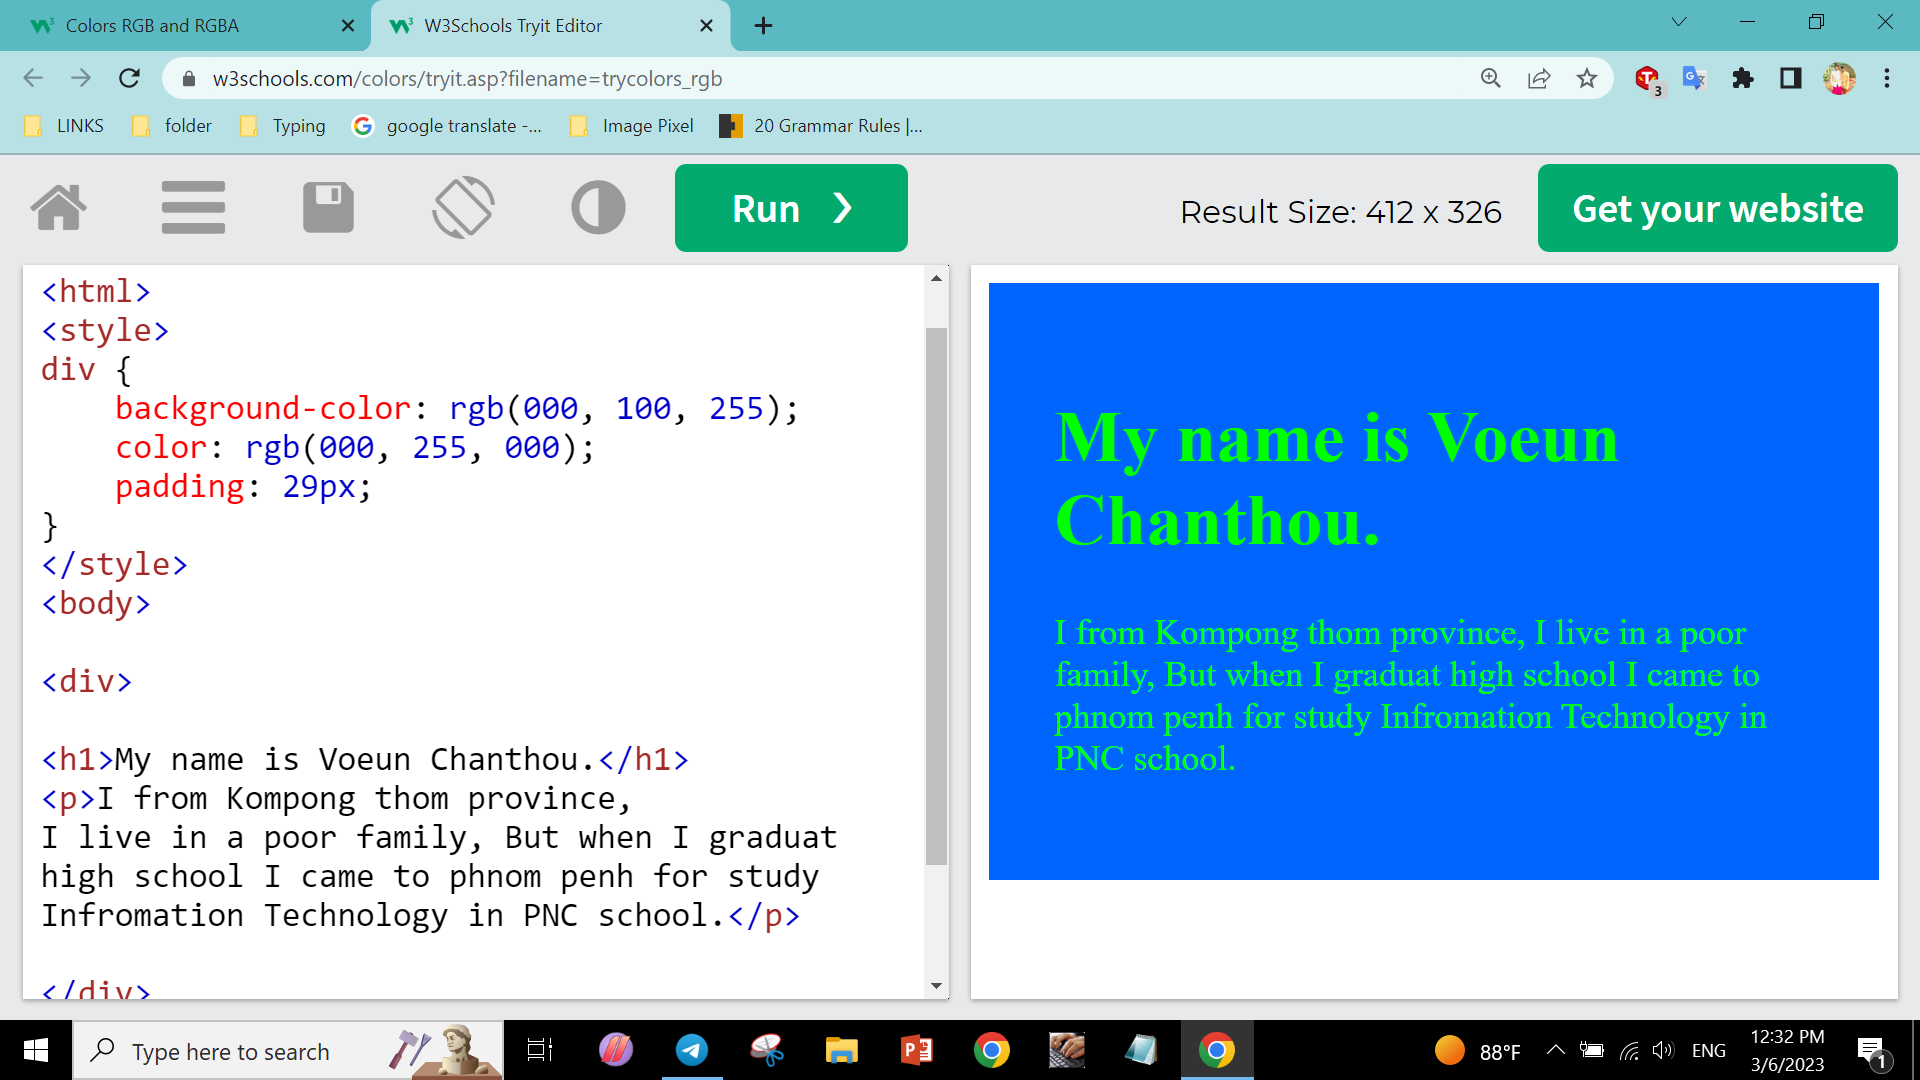 Colors RGB and RGBA
W3Schools Tryit Editor
w3schools.com/colors/tryit.asp?filename=trycolors_rgb
3
LINKS
folder
Typing
google translate -...
Image Pixel
20 Grammar Rules |...
Run ❯
Result Size: 412 x 326
Get your website
<html>
<style>
div {
    background-color: rgb(000, 100, 255);
    color: rgb(000, 255, 000);
    padding: 29px;
}
</style>
<body>
<div>
<h1>My name is Voeun Chanthou.</h1>
<p>I from Kompong thom province,
I live in a poor family, But when I graduat
high school I came to phnom penh for study
Infromation Technology in PNC school.</p>
</div>
My name is Voeun
Chanthou.
I from Kompong thom province, I live in a poor
family, But when I graduat high school I came to
phnom penh for study Infromation Technology in
PNC school.
Type here to search
88°F
ENG
12:32 PM
3/6/2023
1